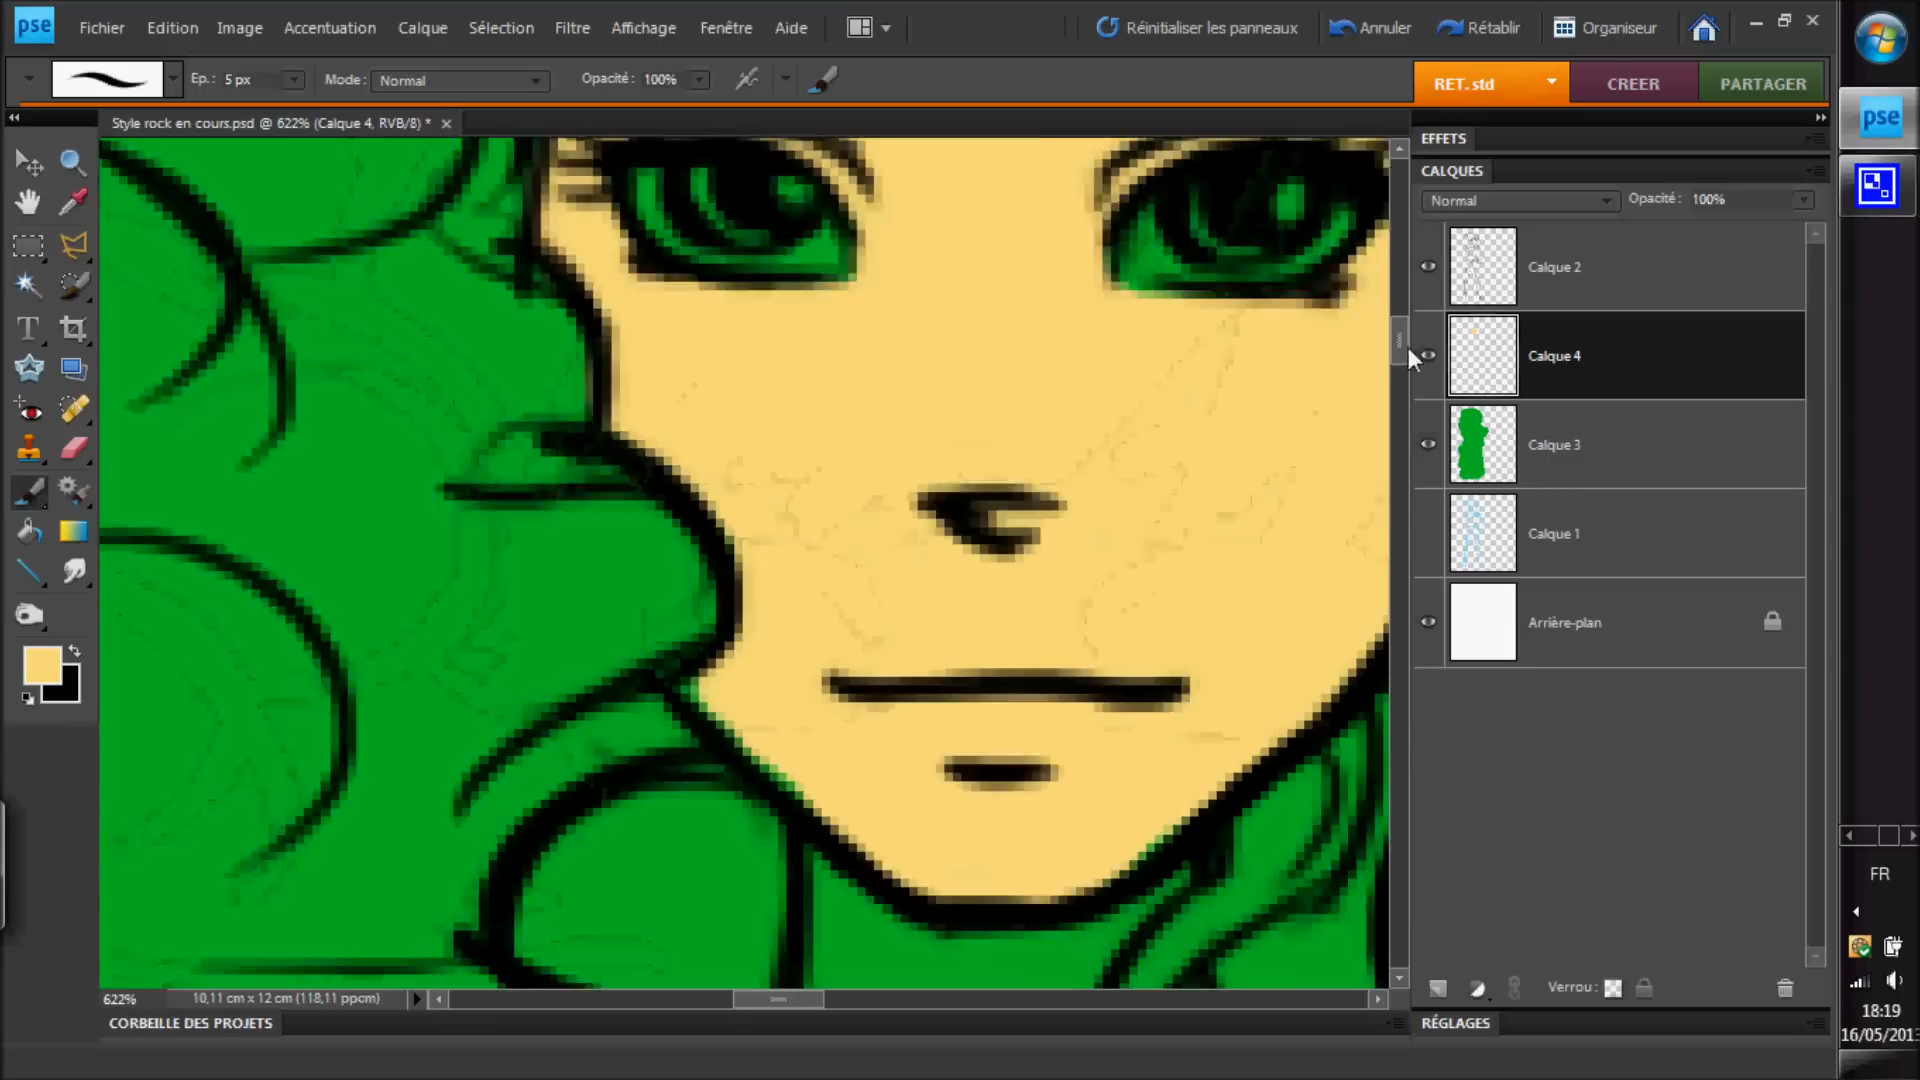 pse Fichier Edition Image Accentuation Calque Sélection Filtre Affichage Fenêtre Aide Réinitialiser les panneaux Annuler Rétablir Organiseur
Ep.: 5 px Mode: Normal Opacité: 100% RET. std CREER PARTAGER
Style rock en cours.psd @ 622% (Calque 4, RVB/8) *
pse
EFFETS
CALQUES
Normal Opacité: 100%
Calque 2
Calque 4
Calque 3
Calque 1
Arrière-plan
T
FR
Verrou:
622% 10,11 cm x 12 cm (118,11 ppcm)
CORBEILLE DES PROJETS
RÉGLAGES
18:19
16/05/201